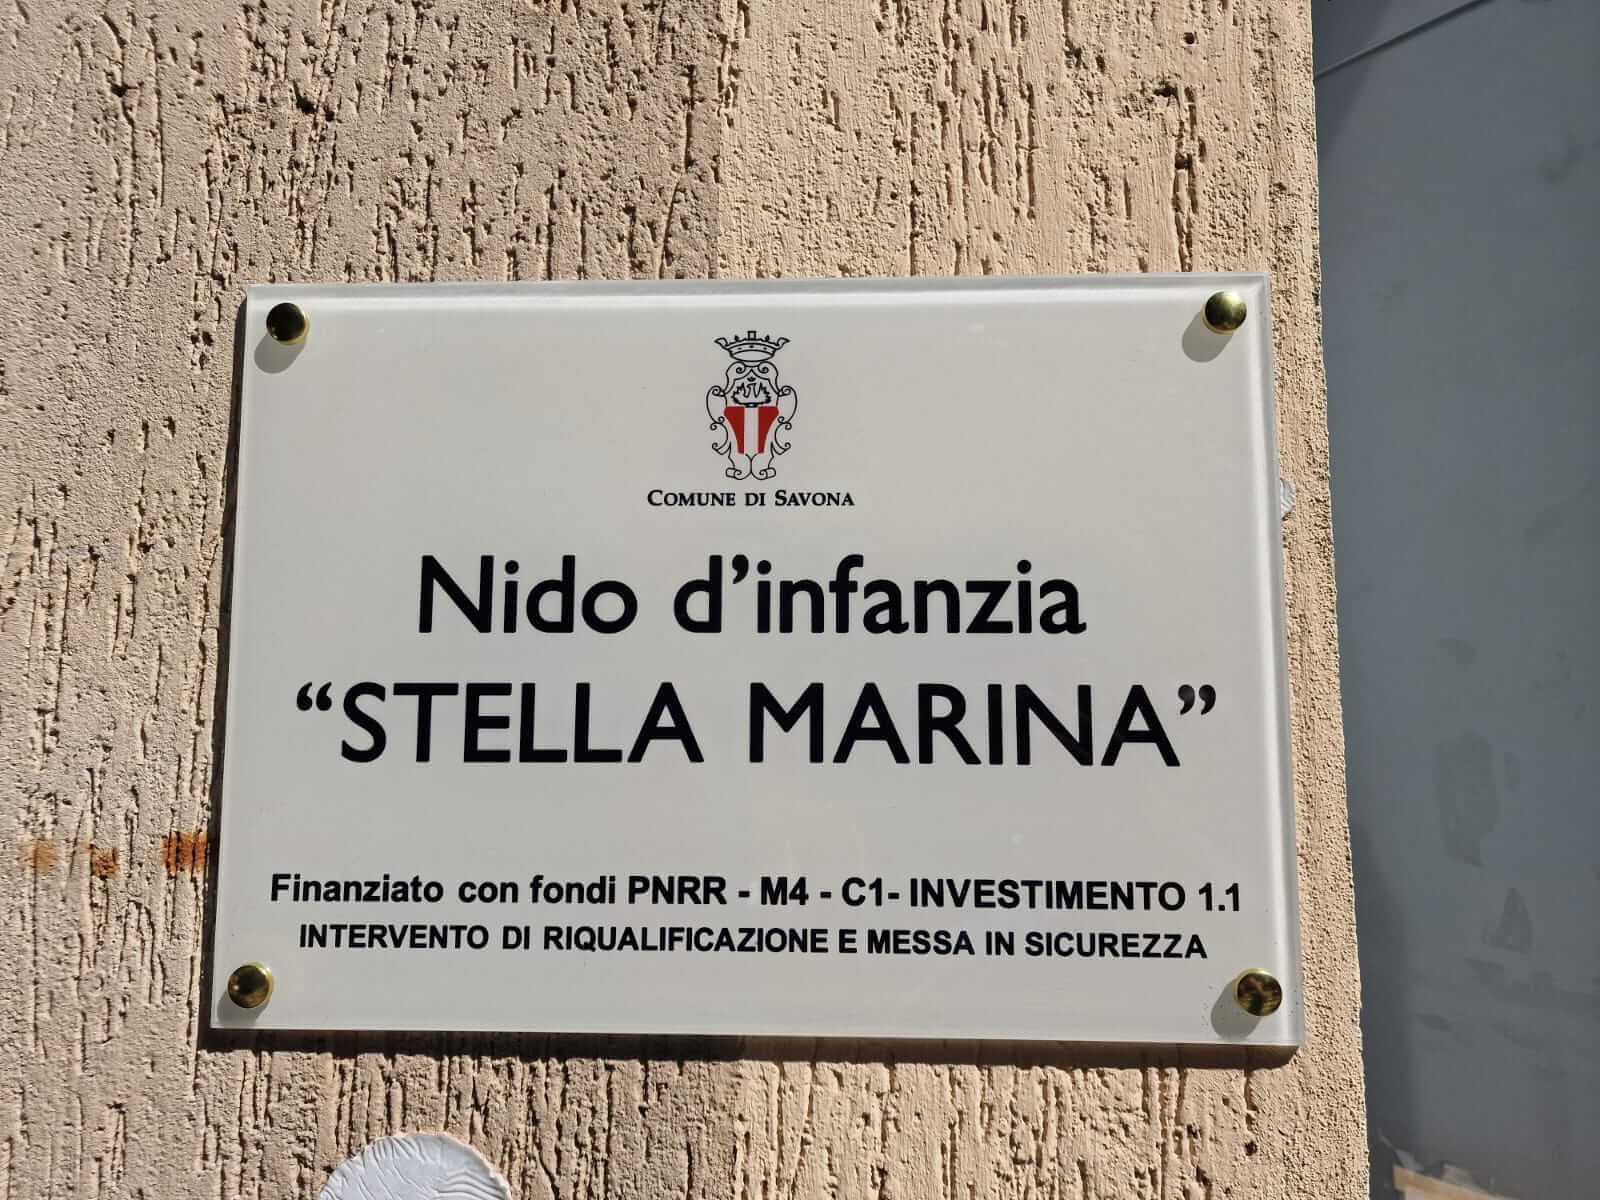 COMUNE DI SAVONA
Nido d’infanzia
“STELLA MARINA”
Finanziato con fondi PNRR - M4 - C1- INVESTIMENTO 1.1
INTERVENTO DI RIQUALIFICAZIONE E MESSA IN SICUREZZA